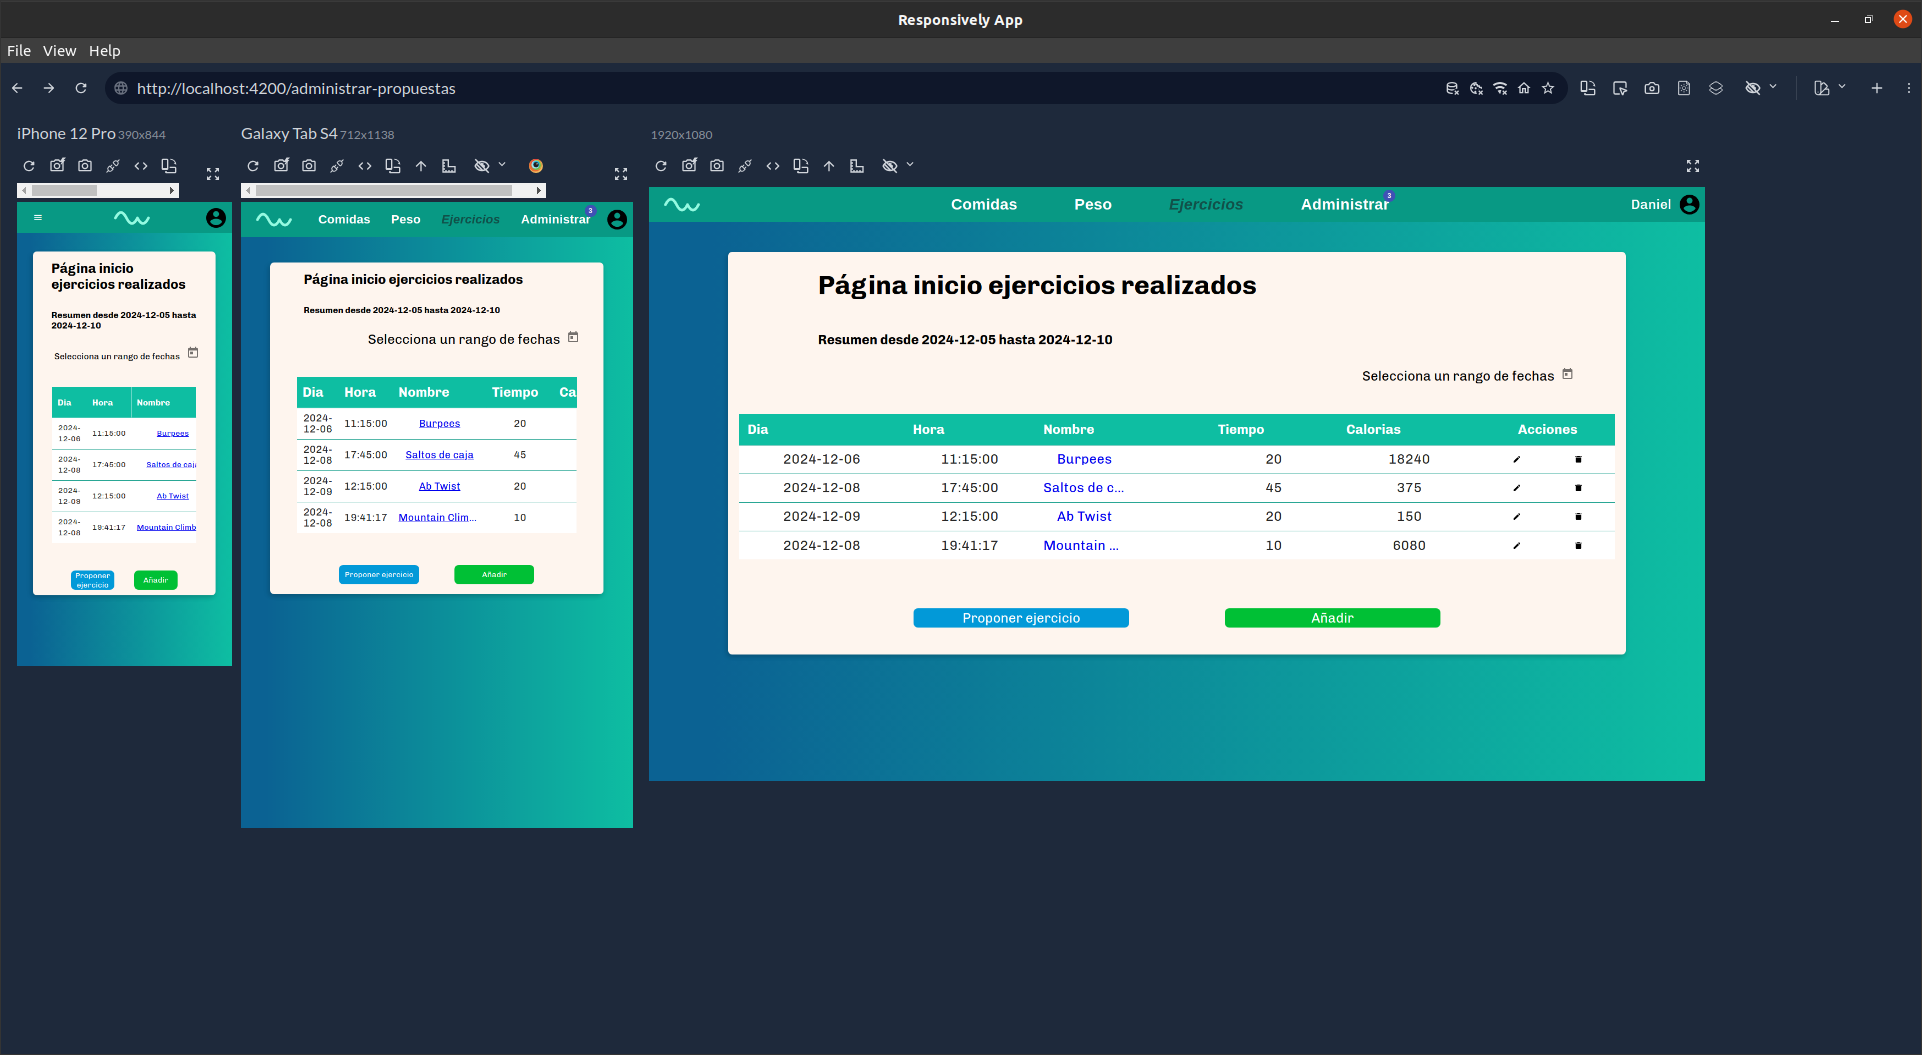 Responsively App
File View Help
http://localhost:4200/administrar-propuestas
iPhone 12 Pro 390x844
Página inicio
ejercicios realizados
Resumen desde 2024-12-05 hasta
2024-12-10
Selecciona un rango de fechas
Dia Hora Nombre
2024-
12-06 11:15:00 Burpees
2024-
12-08 17:45:00 Saltos de caja
2024-
12-08 12:15:00 Ab Twist
2024-
12-08 19:41:17 Mountain Climb
Proponer
ejercicio Añadir
Galaxy Tab S4 712x1138
Comidas Peso Ejercicios Administrar 3
Página inicio ejercicios realizados
Resumen desde 2024-12-05 hasta 2024-12-10
Selecciona un rango de fechas
Dia Hora Nombre Tiempo Ca
2024-
12-06 11:15:00 Burpees 20
2024-
12-08 17:45:00 Saltos de caja 45
2024-
12-09 12:15:00 Ab Twist 20
2024-
12-08 19:41:17 Mountain Clim... 10
Proponer ejercicio Añadir
1920x1080
Comidas Peso Ejercicios Administrar 3 Daniel
Página inicio ejercicios realizados
Resumen desde 2024-12-05 hasta 2024-12-10
Selecciona un rango de fechas
Dia Hora Nombre Tiempo Calorias Acciones
2024-12-06 11:15:00 Burpees 20 18240
2024-12-08 17:45:00 Saltos de c... 45 375
2024-12-09 12:15:00 Ab Twist 20 150
2024-12-08 19:41:17 Mountain ... 10 6080
Proponer ejercicio Añadir